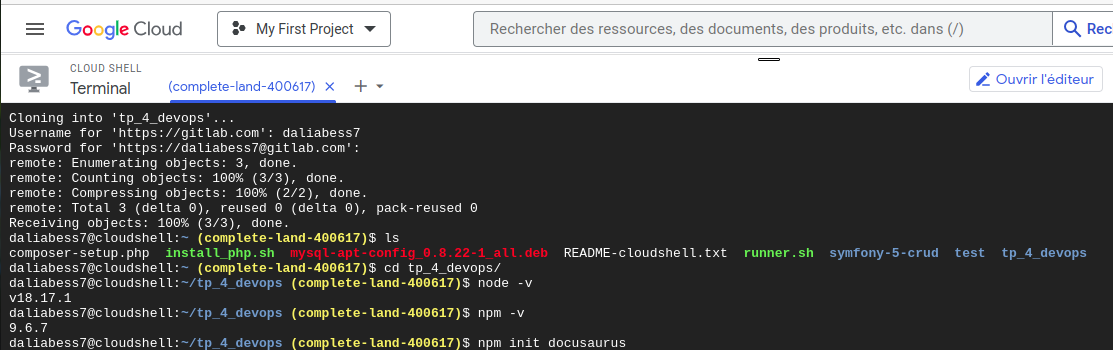 Google Cloud
My First Project
Rechercher des ressources, des documents, des produits, etc. dans (/)
Rec
CLOUD SHELL
Terminal
(complete-land-400617) × + 
Ouvrir l'éditeur
Cloning into 'tp_4_devops'...
Username for 'https://gitlab.com': daliabess7
Password for 'https://daliabess7@gitlab.com':
remote: Enumerating objects: 3, done.
remote: Counting objects: 100% (3/3), done.
remote: Compressing objects: 100% (2/2), done.
remote: Total 3 (delta 0), reused 0 (delta 0), pack-reused 0
Receiving objects: 100% (3/3), done.
daliabess7@cloudshell:~ (complete-land-400617)$ ls
composer-setup.php install_php.sh mysql-apt-config_0.8.22-1_all.deb README-cloudshell.txt runner.sh symfony-5-crud test tp_4_devops
daliabess7@cloudshell:~ (complete-land-400617)$ cd tp_4_devops/
daliabess7@cloudshell:~/tp_4_devops (complete-land-400617)$ node -v
v18.17.1
daliabess7@cloudshell:~/tp_4_devops (complete-land-400617)$ npm -v
9.6.7
daliabess7@cloudshell:~/tp_4_devops (complete-land-400617)$ npm init docusaurus